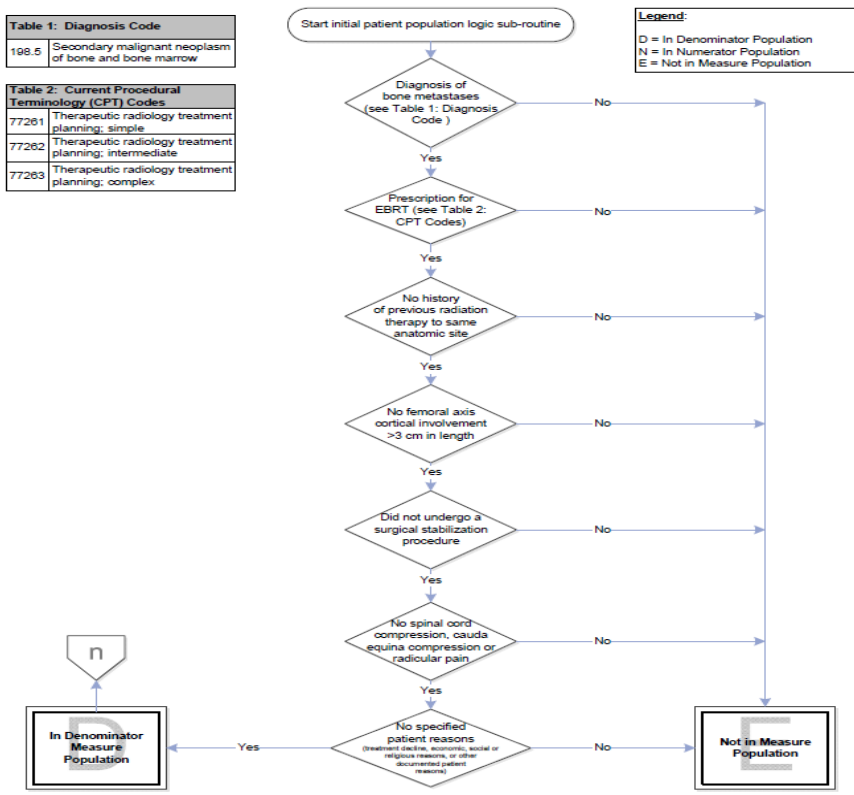 Table 1:  Diagnosis Code
198.5 Secondary malignant neoplasm
of bone and bone marrow
Table 2:  Current Procedural
Terminology (CPT) Codes
77261 Therapeutic radiology treatment
planning; simple
77262 Therapeutic radiology treatment
planning; intermediate
77263 Therapeutic radiology treatment
planning; complex
Start initial patient population logic sub-routine
Legend:
D = In Denominator Population
N = In Numerator Population
E = Not in Measure Population
Diagnosis of
bone metastases
(see Table 1: Diagnosis
Code )
No
Yes
Prescription for
EBRT (see Table 2:
CPT Codes)
No
Yes
No history
of previous radiation
therapy to same
anatomic site
No
Yes
No femoral axis
cortical involvement
>3 cm in length
No
Yes
Did not undergo a
surgical stabilization
procedure
No
Yes
No spinal cord
compression, cauda
equina compression or
radicular pain
No
Yes
No specified
patient reasons
(treatment decline, economic, social or
religious reasons, or other
documented patient
reasons)
Yes
No
n
D
In Denominator
Measure
Population
E
Not in Measure
Population